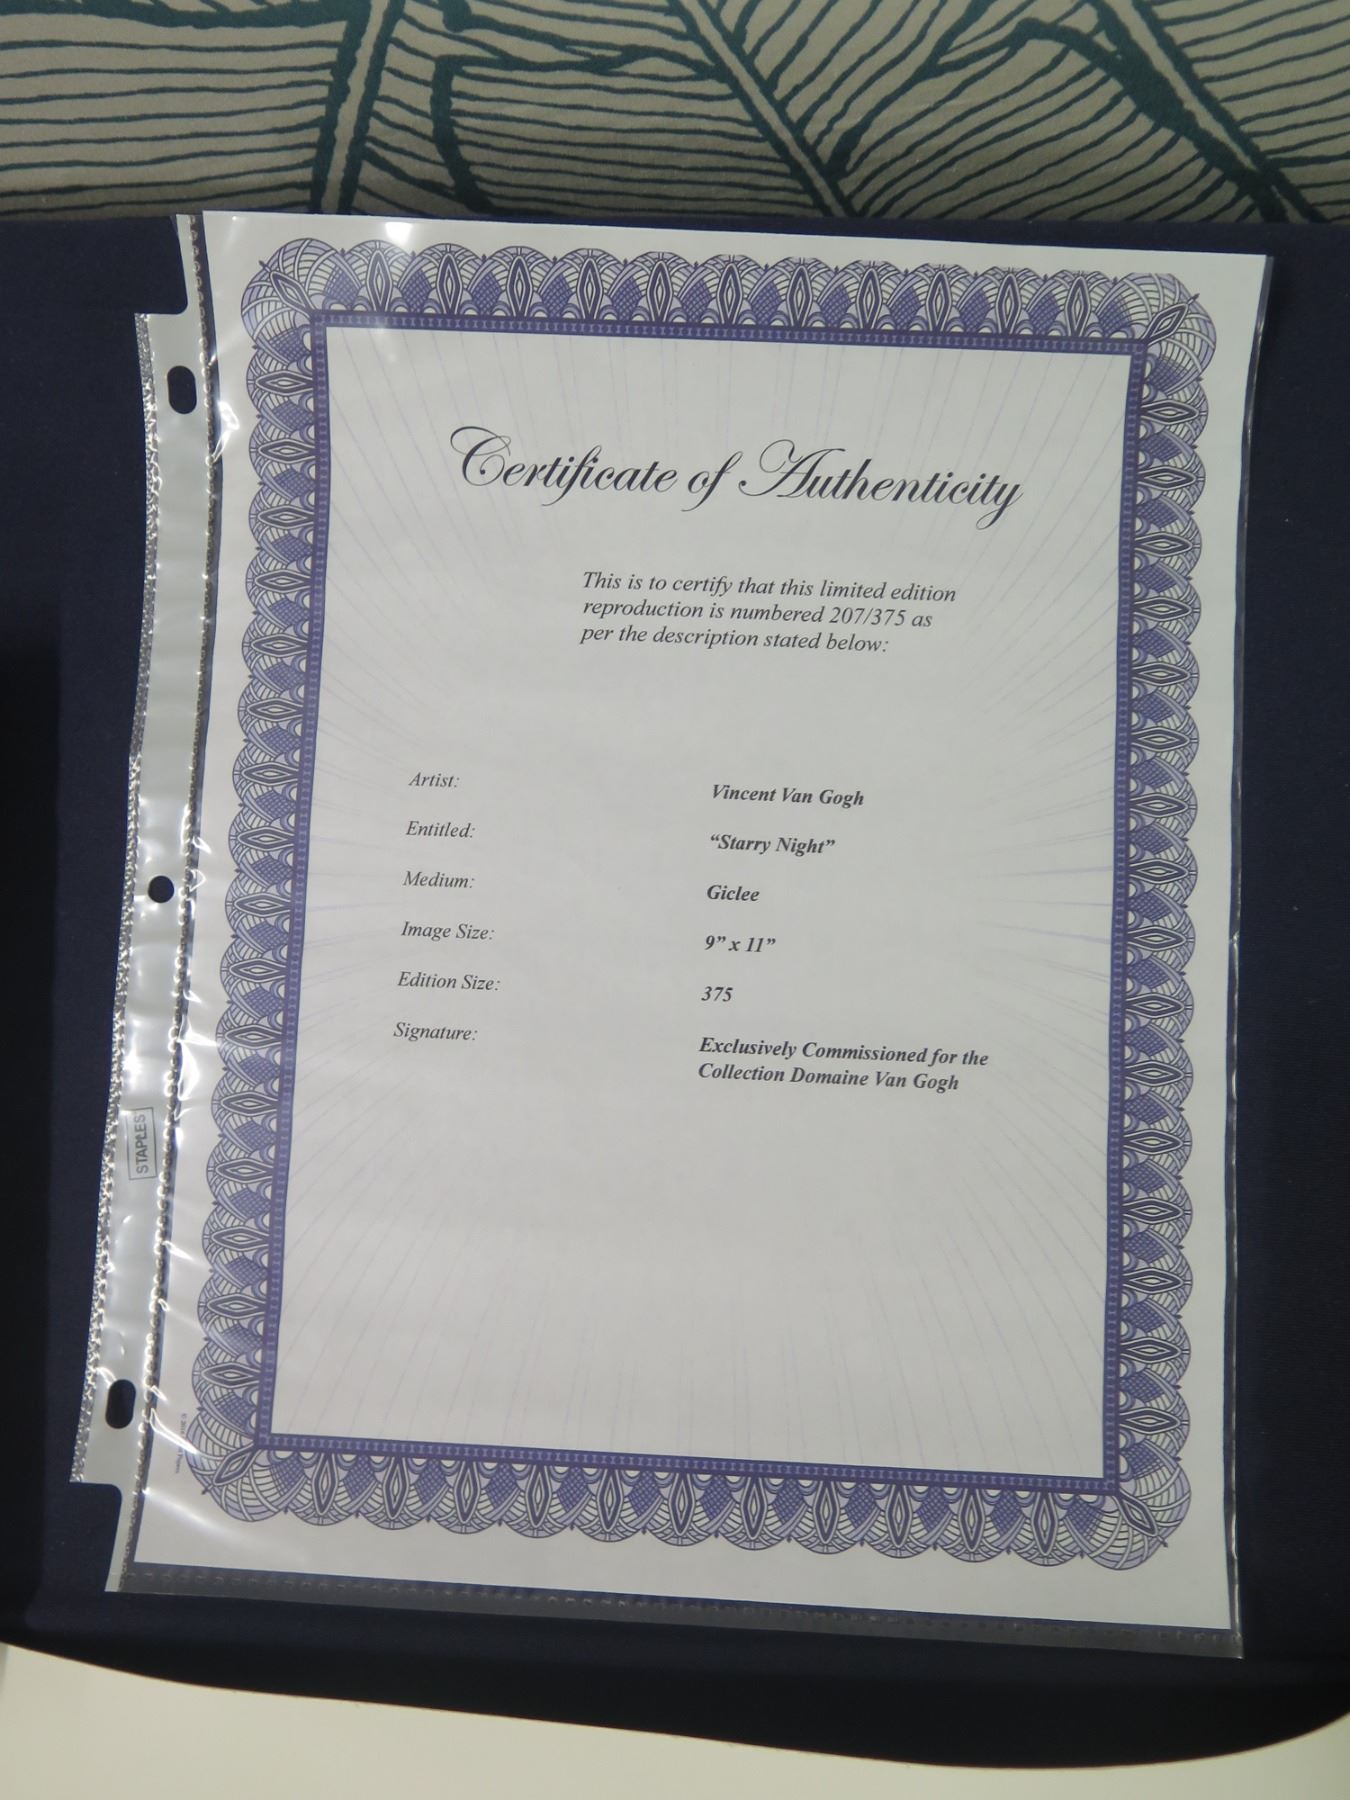 Certificate of Authenticity
This is to certify that this limited edition
reproduction is numbered 207/375 as
per the description stated below:
Artist: Vincent Van Gogh
Entitled: “Starry Night”
Medium: Giclee
Image Size: 9” x 11”
Edition Size: 375
Signature: Exclusively Commissioned for the
Collection Domaine Van Gogh
STAPLES